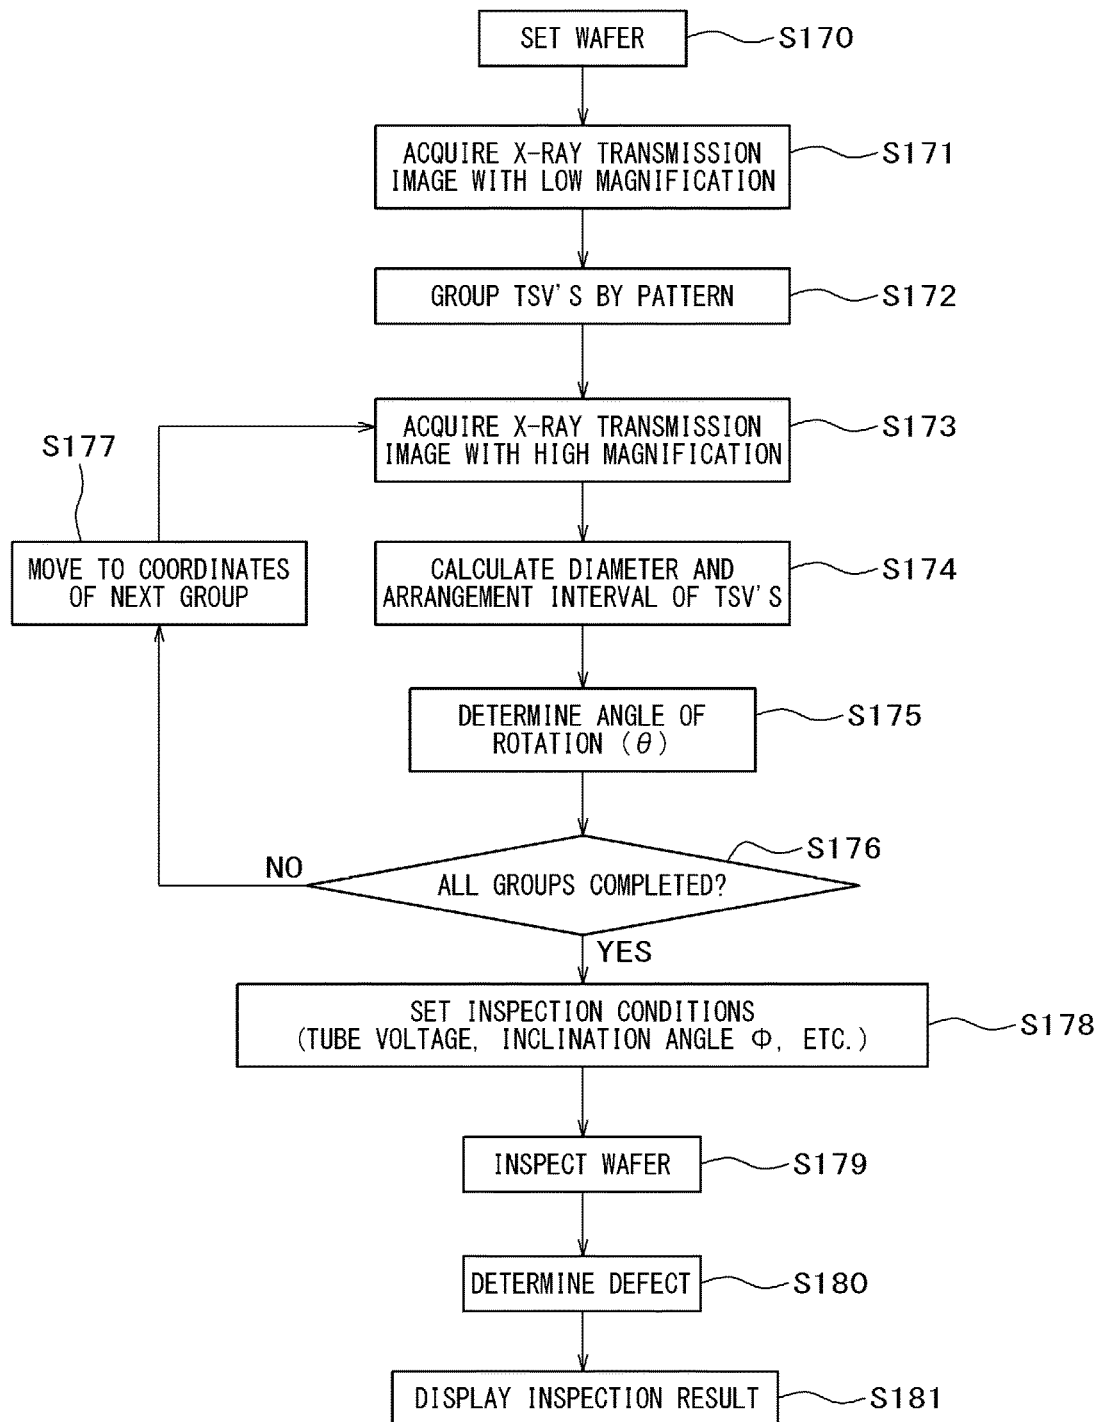 SET WAFER
S170
ACQUIRE X-RAY TRANSMISSION
IMAGE WITH LOW MAGNIFICATION
S171
GROUP TSV'S BY PATTERN
S172
ACQUIRE X-RAY TRANSMISSION
IMAGE WITH HIGH MAGNIFICATION
S173
S177
MOVE TO COORDINATES
OF NEXT GROUP
CALCULATE DIAMETER AND
ARRANGEMENT INTERVAL OF TSV'S
S174
DETERMINE ANGLE OF
ROTATION (θ)
S175
ALL GROUPS COMPLETED?
S176
NO
YES
SET INSPECTION CONDITIONS
(TUBE VOLTAGE, INCLINATION ANGLE Φ, ETC.)
S178
INSPECT WAFER
S179
DETERMINE DEFECT
S180
DISPLAY INSPECTION RESULT
S181